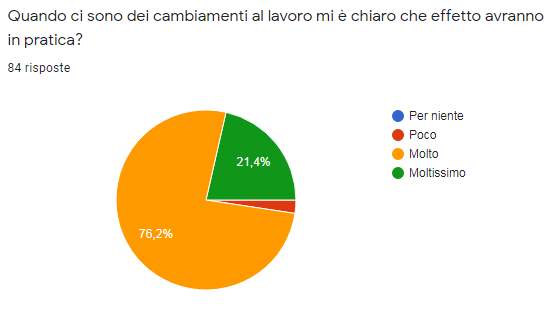 Quando ci sono dei cambiamenti al lavoro mi è chiaro che effetto avranno
in pratica?
84 risposte
Per niente
Poco
Molto
Moltissimo
21,4%
76,2%